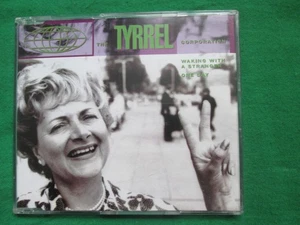 THE TYRREL CORPORATION
WAKING WITH
A STRANGER
ONE DAY